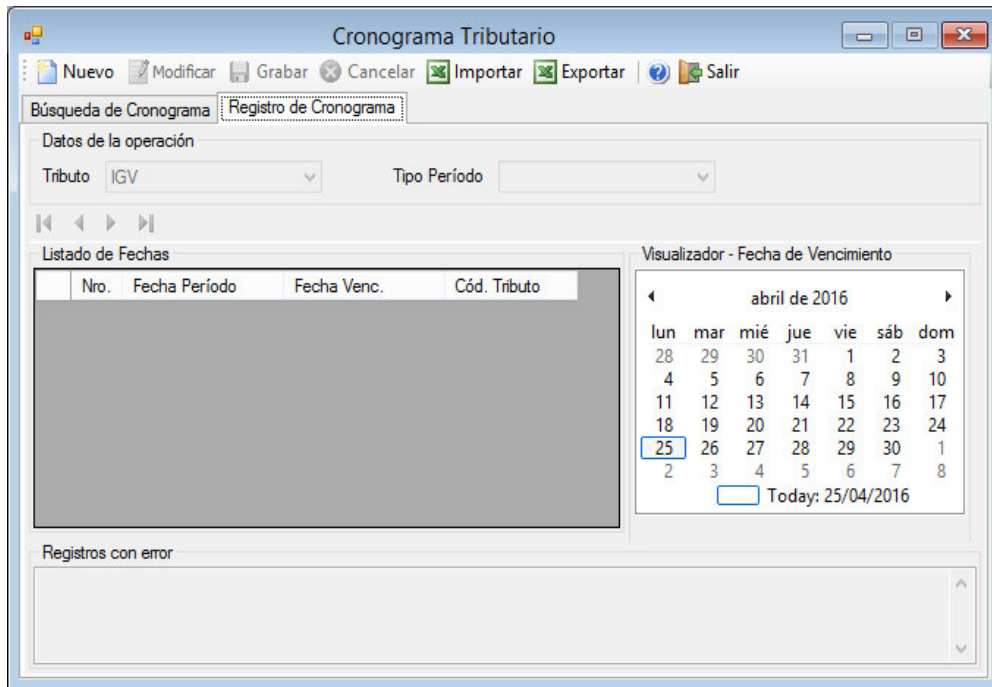 Cronograma Tributario
Nuevo Modificar Grabar Cancelar Importar Exportar Salir
Búsqueda de Cronograma Registro de Cronograma
Datos de la operación
Tributo IGV Tipo Período
Listado de Fechas
Nro. Fecha Período Fecha Venc. Cód. Tributo
Visualizador - Fecha de Vencimiento
abril de 2016
lun mar mié jue vie sáb dom
28 29 30 31 1 2 3
4 5 6 7 8 9 10
11 12 13 14 15 16 17
18 19 20 21 22 23 24
25 26 27 28 29 30 1
2 3 4 5 6 7 8
Today: 25/04/2016
Registros con error